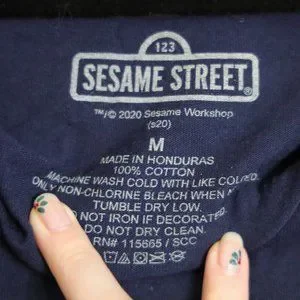 123
SESAME STREET®
™/© 2020 Sesame Workshop
(s20)
M
MADE IN HONDURAS
100% COTTON
MACHINE WASH COLD WITH LIKE
ONLY NON-CHLORINE BLEACH WHEN
TUMBLE DRY LOW.
DO NOT IRON IF DECORATED.
DO NOT DRY CLEAN.
RN# 115665 / SCC